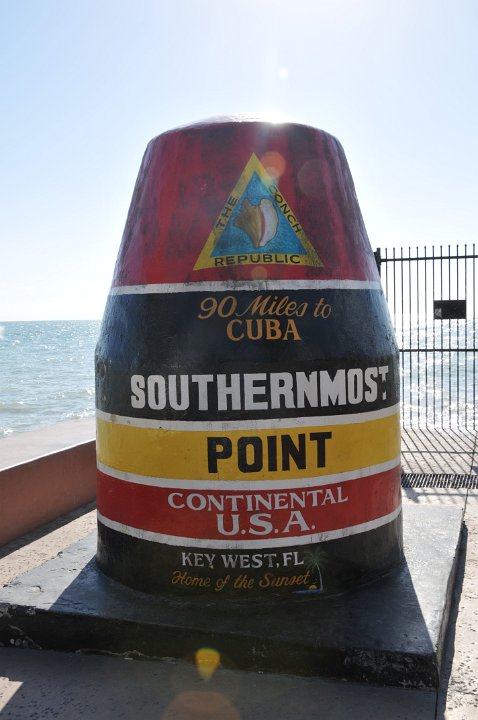 THE CONCH
REPUBLIC
90 Miles to
CUBA
SOUTHERNMOST
POINT
CONTINENTAL
U.S.A.
KEY WEST, FL
Home of the Sunset